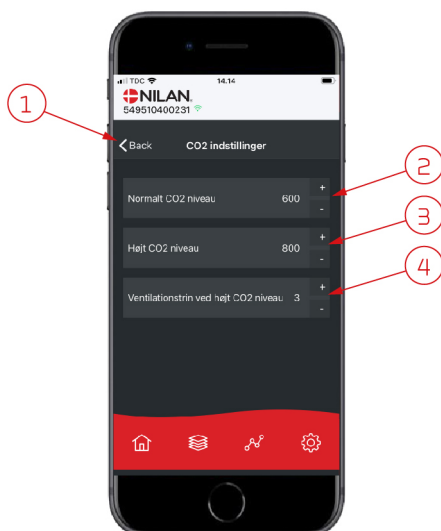 TDC
14.14
NILAN
549510400231
1
Back
CO2 indstillinger
Normalt CO2 niveau 600 + -
2
Højt CO2 niveau 800 + -
3
Ventilationstrin ved højt CO2 niveau 3 + -
4